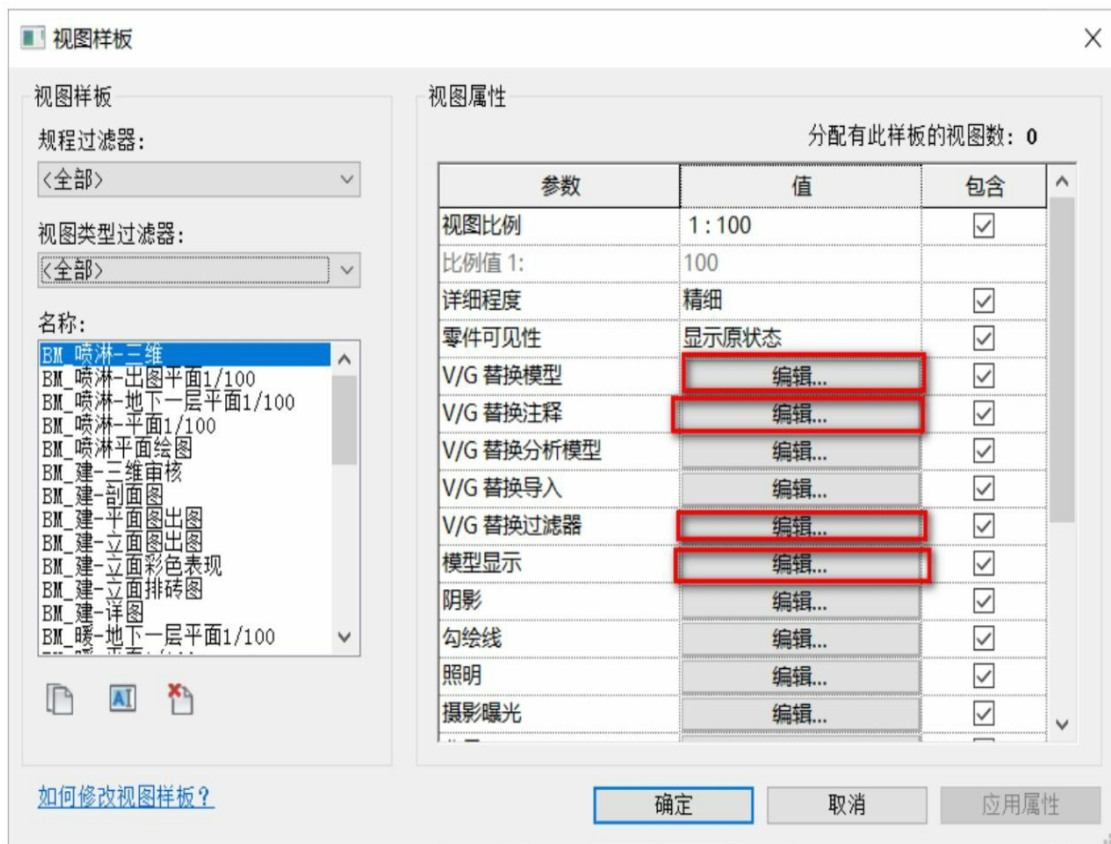 视图样板
视图样板
规程过滤器:
<全部>
视图类型过滤器:
<全部>
名称:
BM_喷淋-三维
BM_喷淋-出图平面1/100
BM_喷淋-地下一层平面1/100
BM_喷淋-平面1/100
BM_喷淋平面绘图
BM_建-三维审核
BM_建-剖面图
BM_建-平面图出图
BM_建-立面图出图
BM_建-立面彩色表现
BM_建-立面排砖图
BM_建-详图
BM_暖-地下一层平面1/100
如何修改视图样板?
视图属性
分配有此样板的视图数: 0
参数 值 包含
视图比例 1:100
比例值 1: 100
详细程度 精细
零件可见性 显示原状态
V/G 替换模型 编辑...
V/G 替换注释 编辑...
V/G 替换分析模型 编辑...
V/G 替换导入 编辑...
V/G 替换过滤器 编辑...
模型显示 编辑...
阴影 编辑...
勾绘线 编辑...
照明 编辑...
摄影曝光 编辑...
确定 取消 应用属性